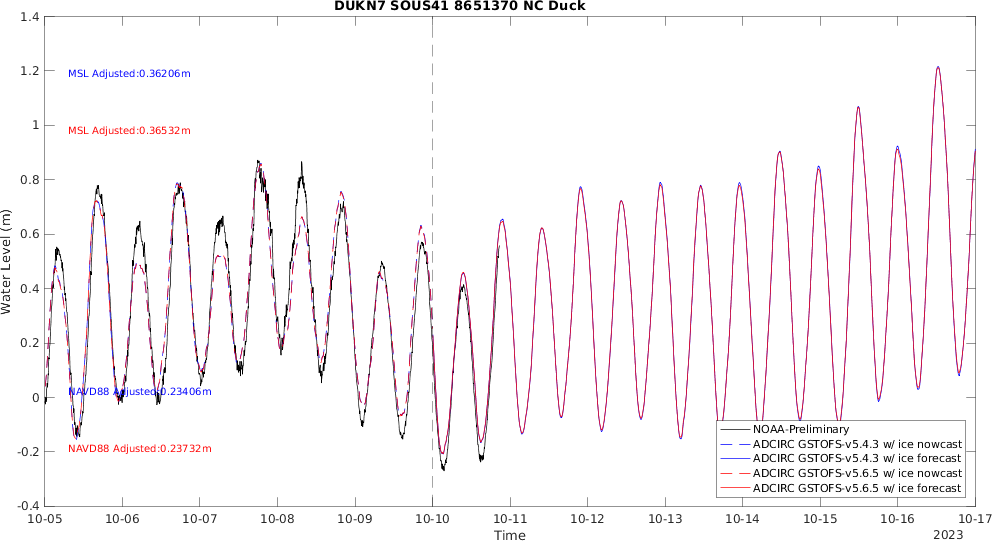 DUKN7 SOUS41 8651370 NC Duck
1.4
1.2
1
0.8
0.6
0.4
0.2
0
-0.2
-0.4
Water Level (m)
MSL Adjusted:0.36206m
MSL Adjusted:0.36532m
NAVD88 Adjusted:0.23406m
NAVD88 Adjusted:0.23732m
NOAA-Preliminary
ADCIRC GSTOFS-v5.4.3 w/ ice nowcast
ADCIRC GSTOFS-v5.4.3 w/ ice forecast
ADCIRC GSTOFS-v5.6.5 w/ ice nowcast
ADCIRC GSTOFS-v5.6.5 w/ ice forecast
10-05 10-06 10-07 10-08 10-09 10-10 10-11 10-12 10-13 10-14 10-15 10-16 10-17
Time
2023